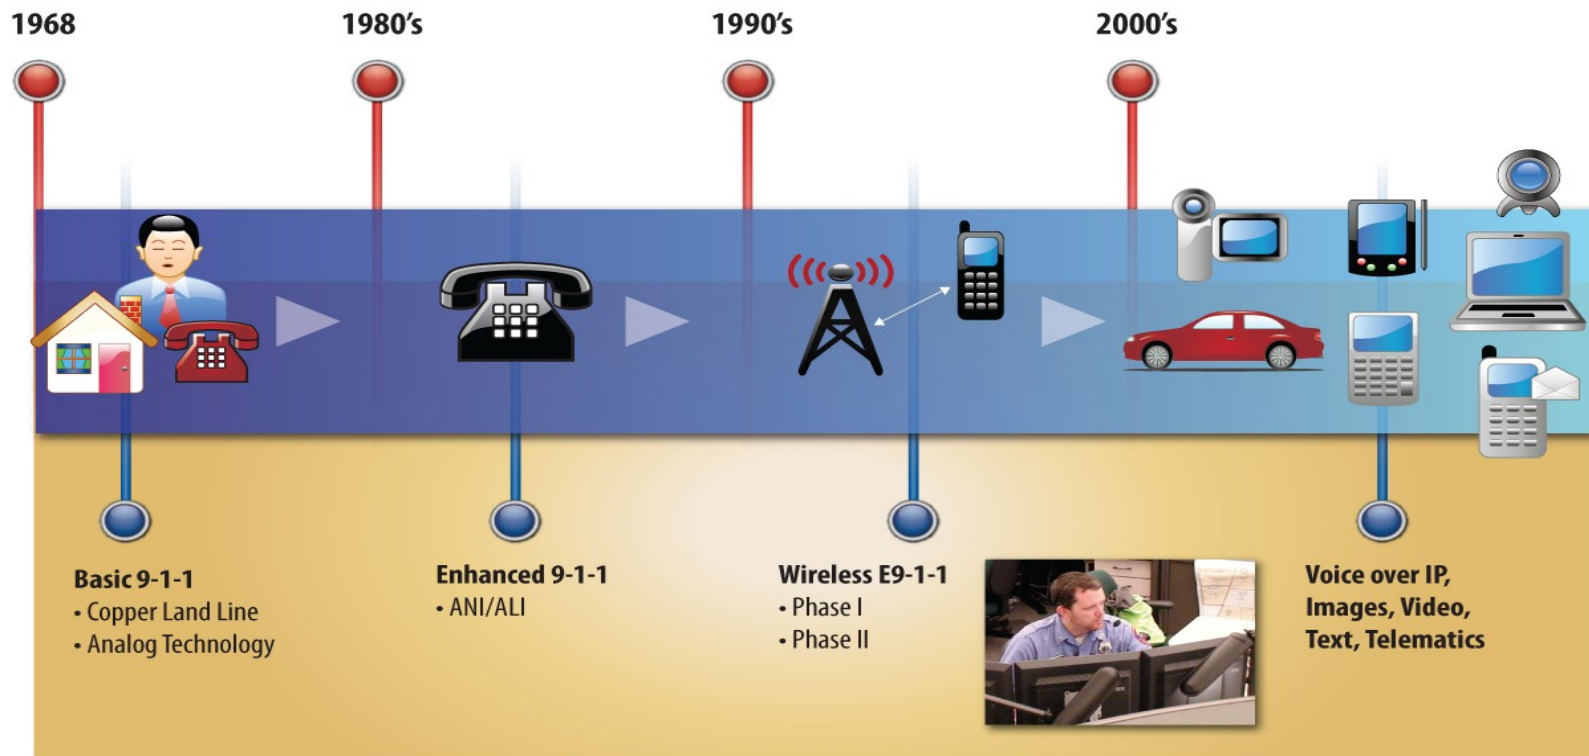 1968
1980's
1990's
2000's
Basic 9-1-1
• Copper Land Line
• Analog Technology
Enhanced 9-1-1
• ANI/ALI
Wireless E9-1-1
• Phase I
• Phase II
Voice over IP,
Images, Video,
Text, Telematics